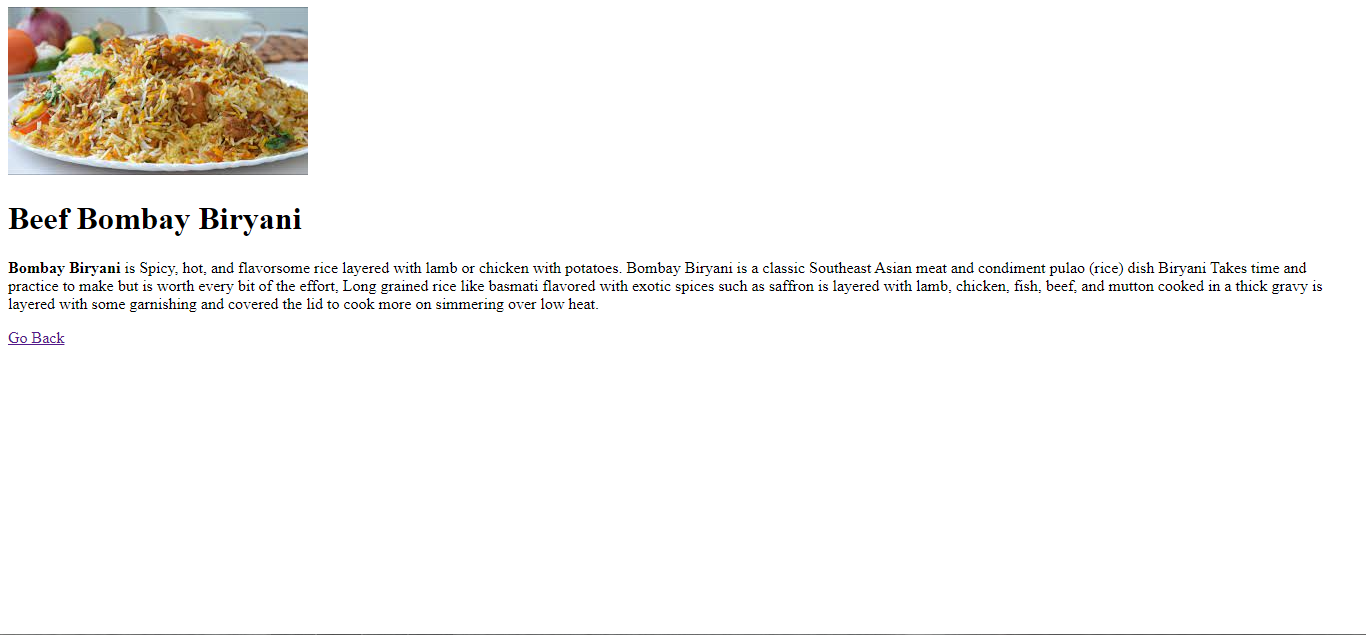 Beef Bombay Biryani
Bombay Biryani is Spicy, hot, and flavorsome rice layered with lamb or chicken with potatoes. Bombay Biryani is a classic Southeast Asian meat and condiment pulao (rice) dish Biryani Takes time and
practice to make but is worth every bit of the effort, Long grained rice like basmati flavored with exotic spices such as saffron is layered with lamb, chicken, fish, beef, and mutton cooked in a thick gravy is
layered with some garnishing and covered the lid to cook more on simmering over low heat.
Go Back